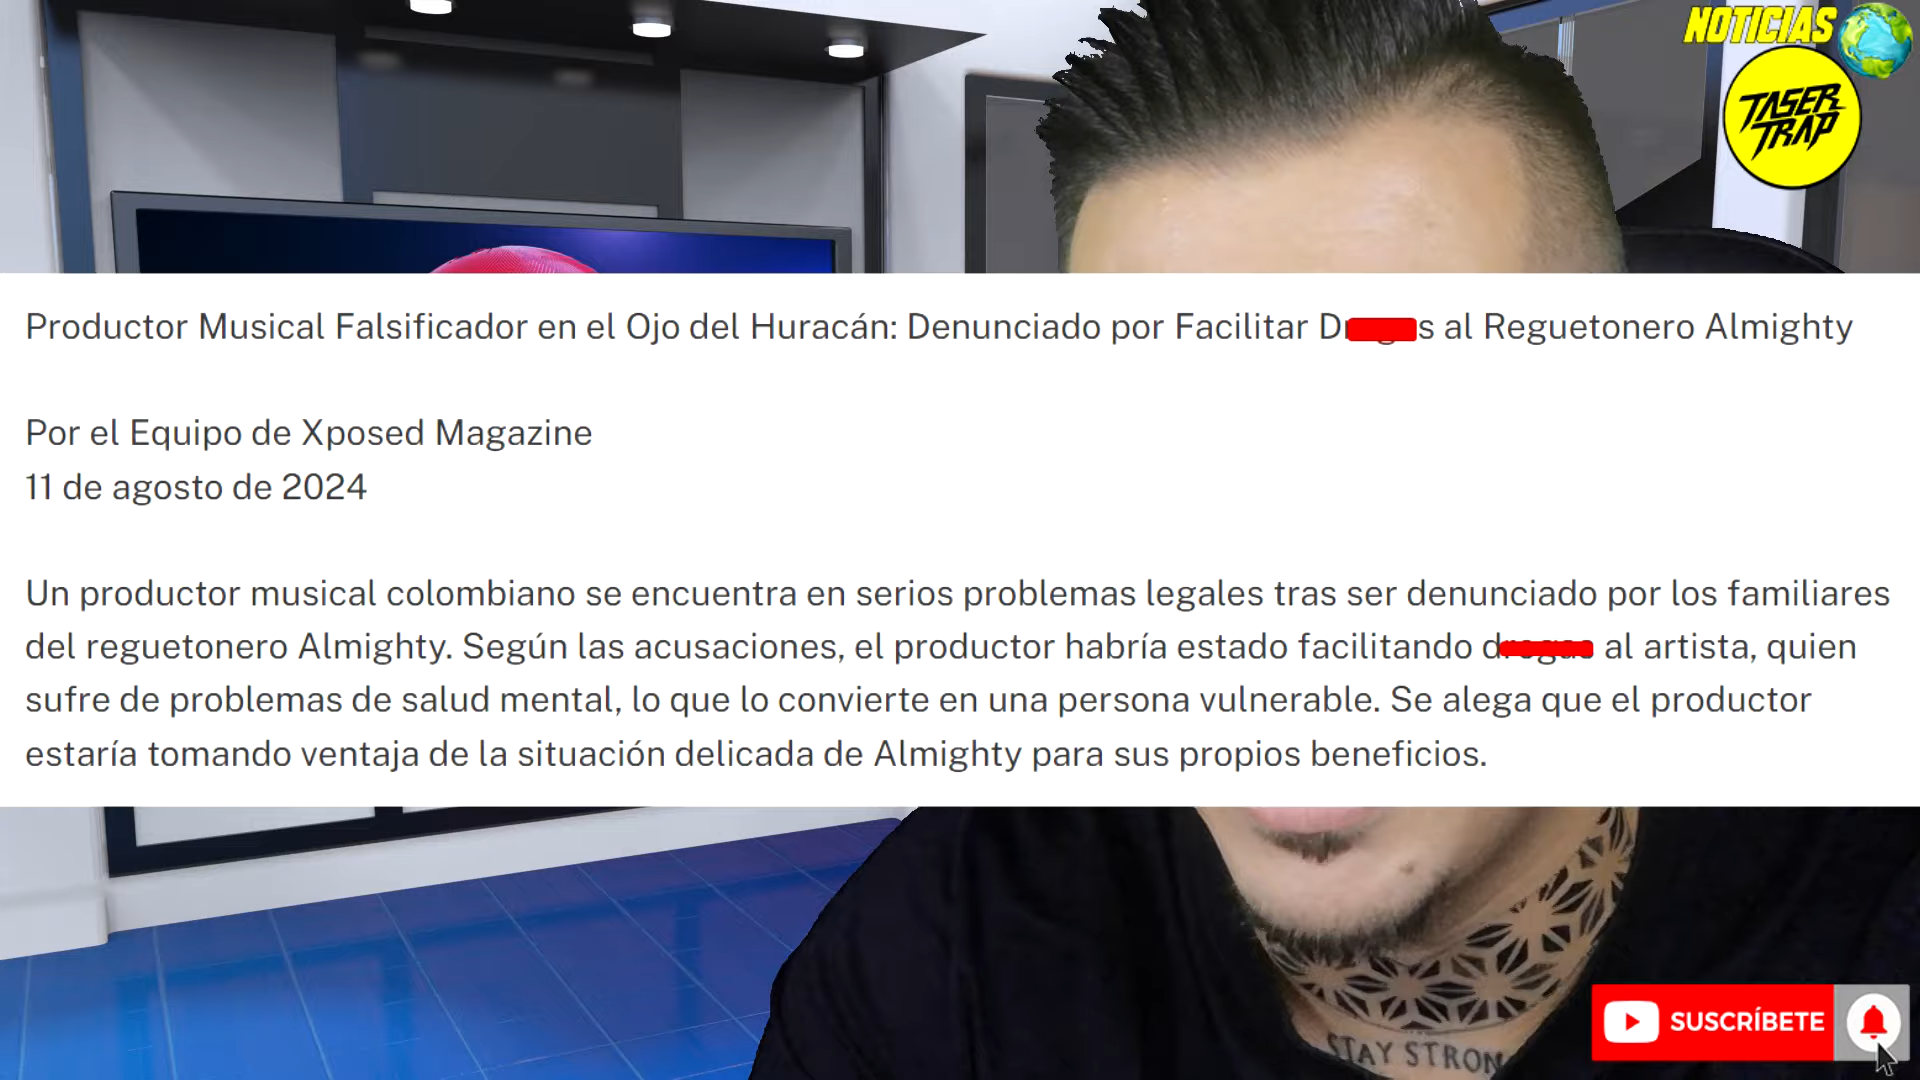 NOTICIAS
TASER
TRAP
Productor Musical Falsificador en el Ojo del Huracán: Denunciado por Facilitar D s al Reguetonero Almighty
Por el Equipo de Xposed Magazine
11 de agosto de 2024
Un productor musical colombiano se encuentra en serios problemas legales tras ser denunciado por los familiares
del reguetonero Almighty. Según las acusaciones, el productor habría estado facilitando drogas al artista, quien
sufre de problemas de salud mental, lo que lo convierte en una persona vulnerable. Se alega que el productor
estaría tomando ventaja de la situación delicada de Almighty para sus propios beneficios.
STAY STRON
SUSCRÍBETE